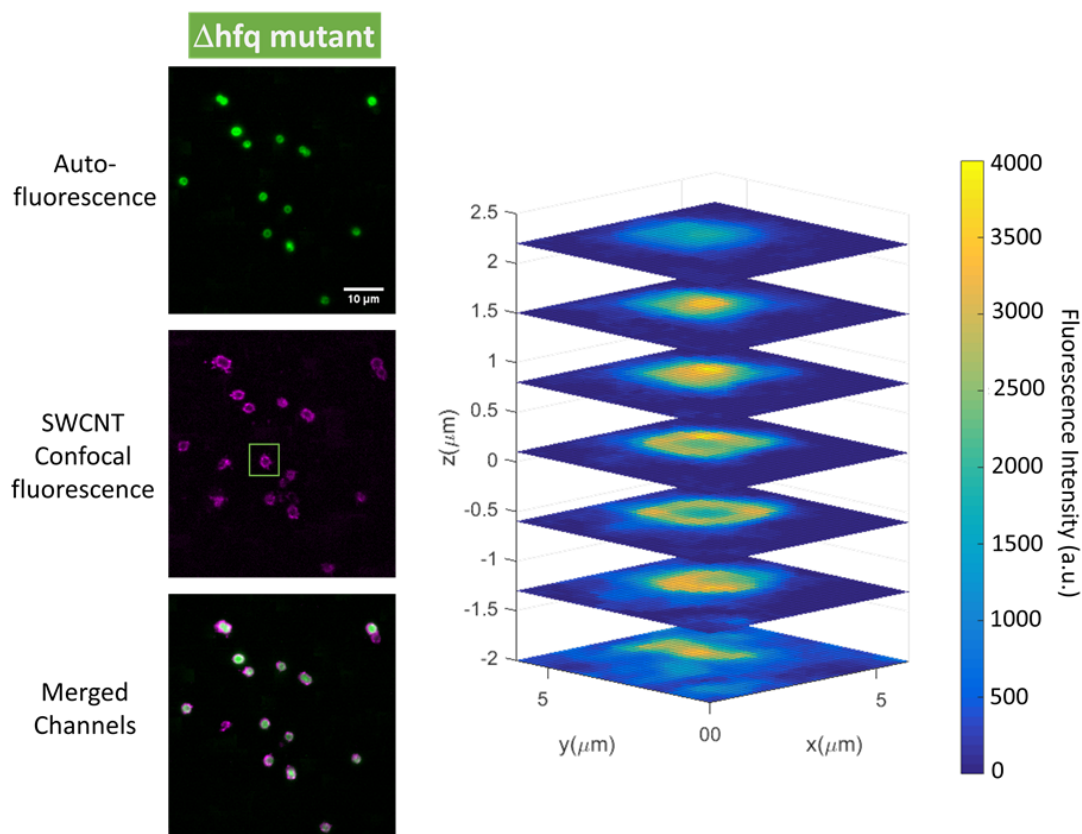 Δhfq mutant
Auto-
fluorescence
10 μm
SWCNT
Confocal
fluorescence
Merged
Channels
2.5
2
1.5
1
0.5
0
-0.5
-1
-1.5
-2
z(μm)
5
00
5
y(μm)
x(μm)
4000
3500
3000
2500
2000
1500
1000
500
0
Fluorescence Intensity (a.u.)